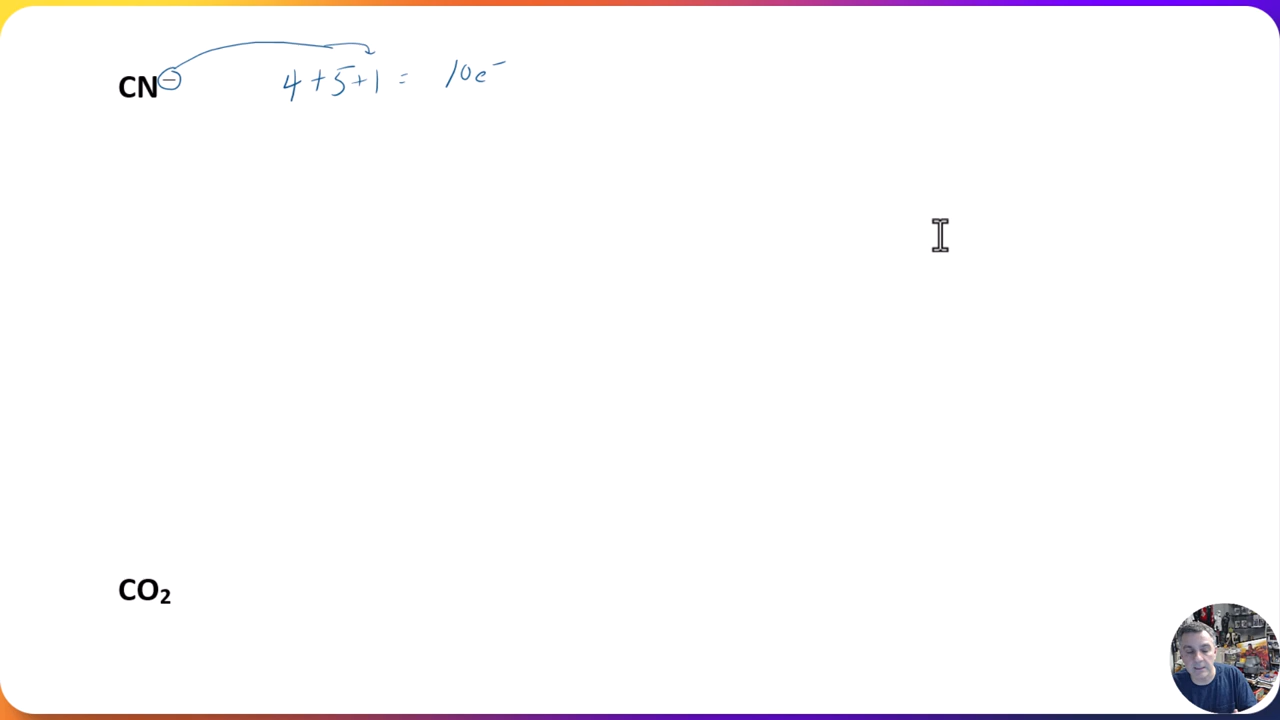 CN⁻ 4+5+1 = 10e⁻
CO₂